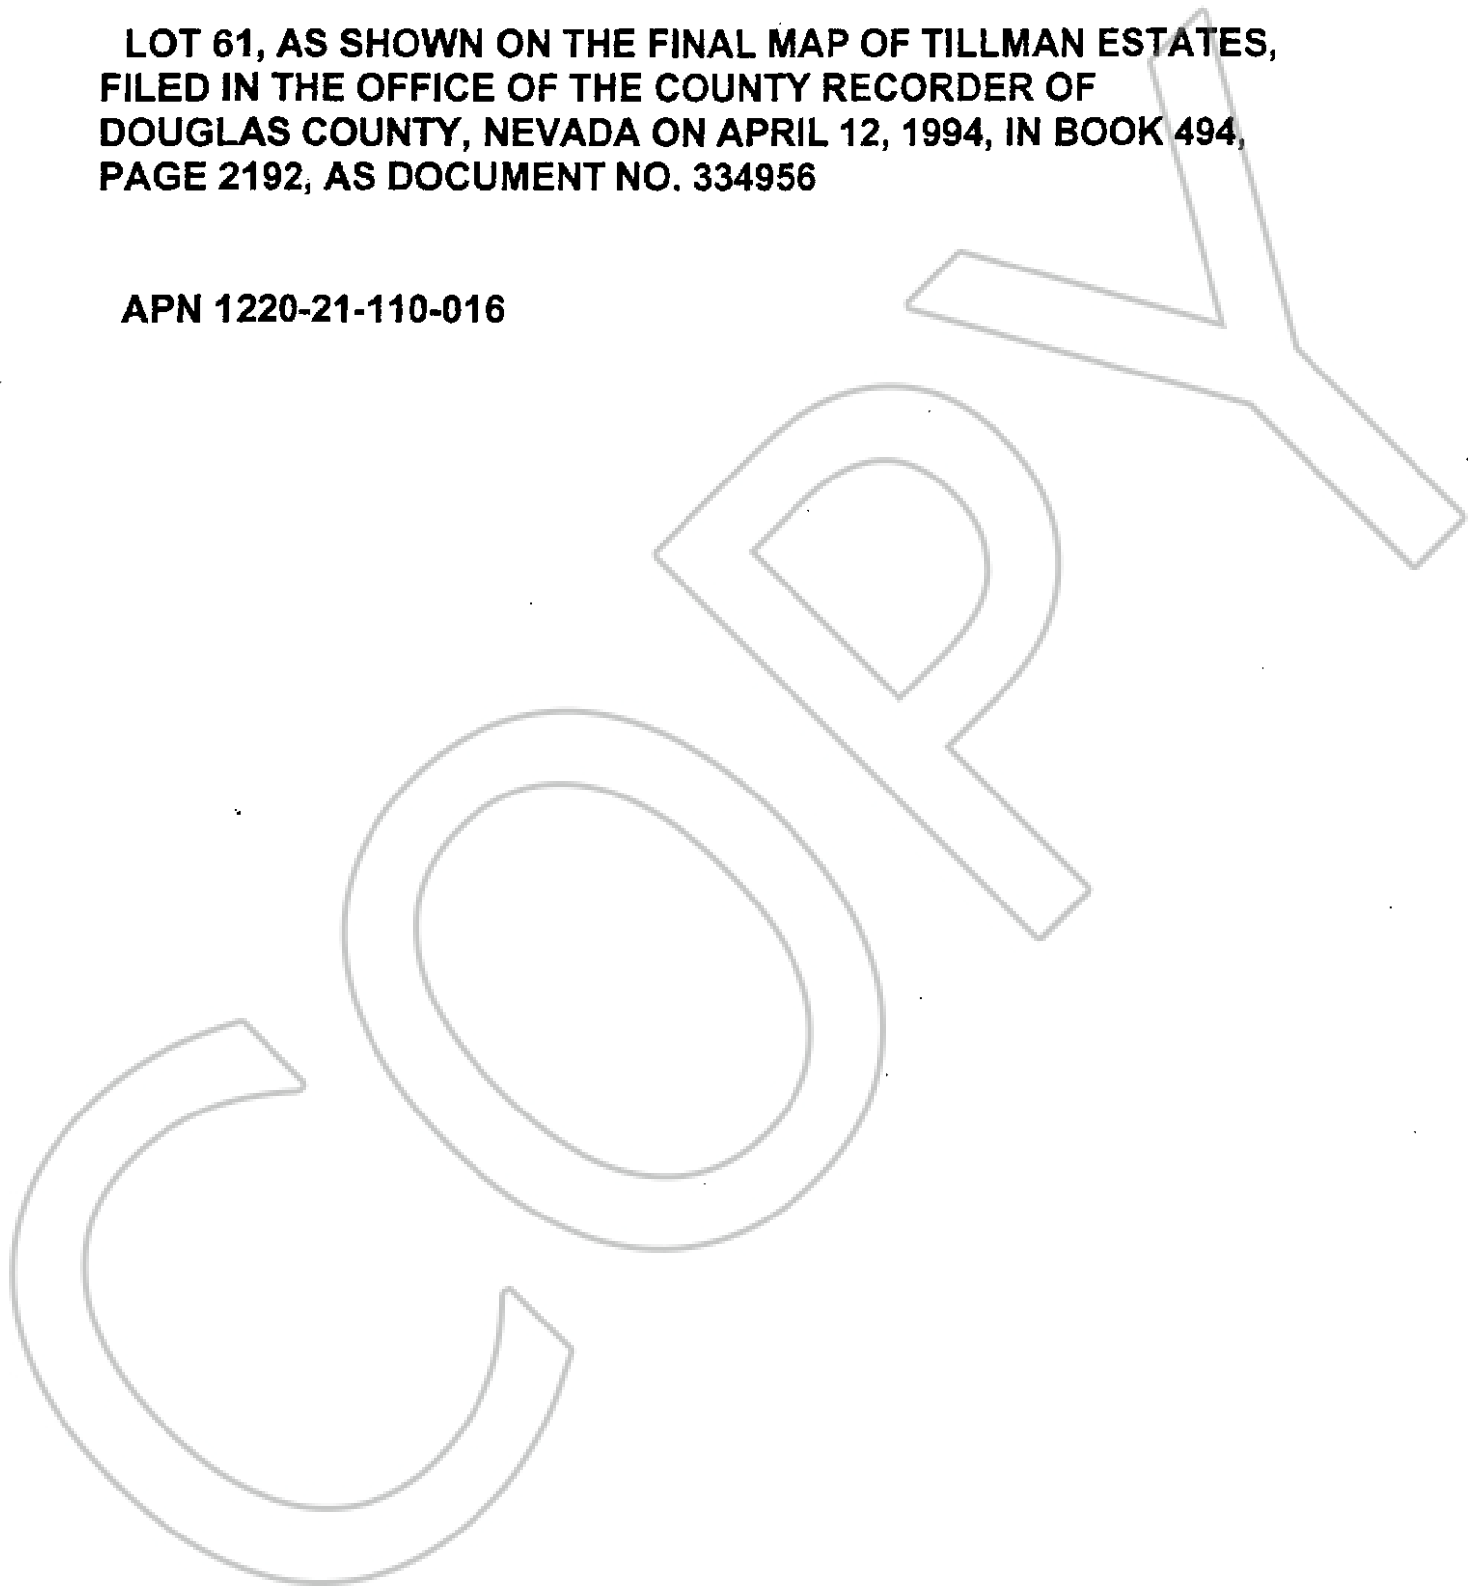 LOT 61, AS SHOWN ON THE FINAL MAP OF TILLMAN ESTATES,
FILED IN THE OFFICE OF THE COUNTY RECORDER OF
DOUGLAS COUNTY, NEVADA ON APRIL 12, 1994, IN BOOK 494,
PAGE 2192, AS DOCUMENT NO. 334956
APN 1220-21-110-016
COPY